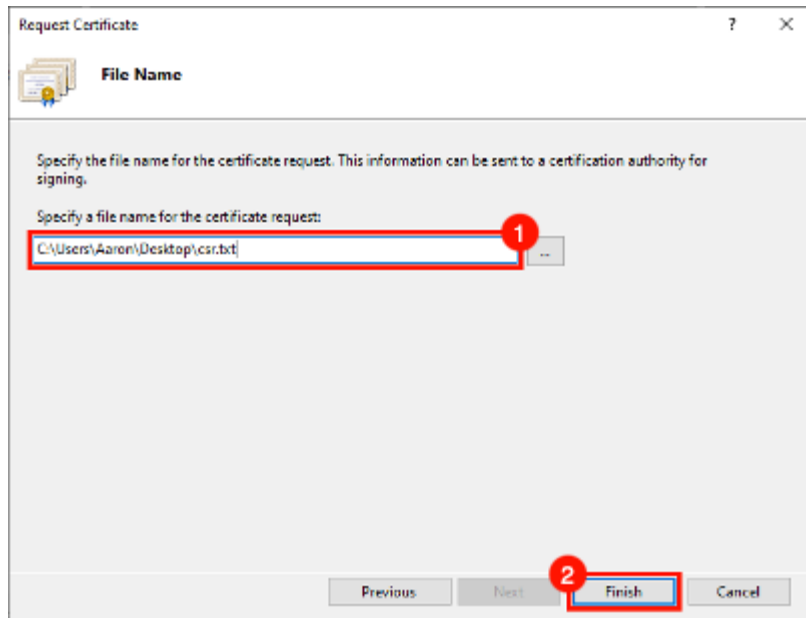 Request Certificate
?
File Name
Specify the file name for the certificate request. This information can be sent to a certification authority for
signing.
Specify a file name for the certificate request:
1
C:\Users\Aaron\Desktop\csr.txt
...
2
Previous
Next
Finish
Cancel